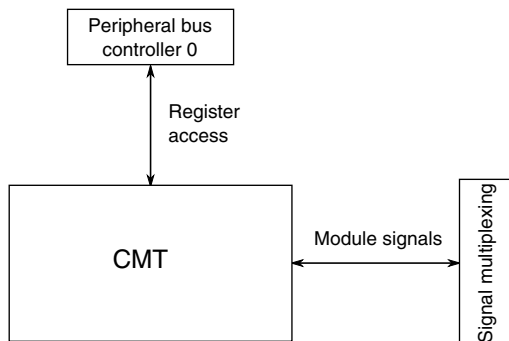 Peripheral bus
controller 0
Register
access
CMT
Module signals
Signal multiplexing